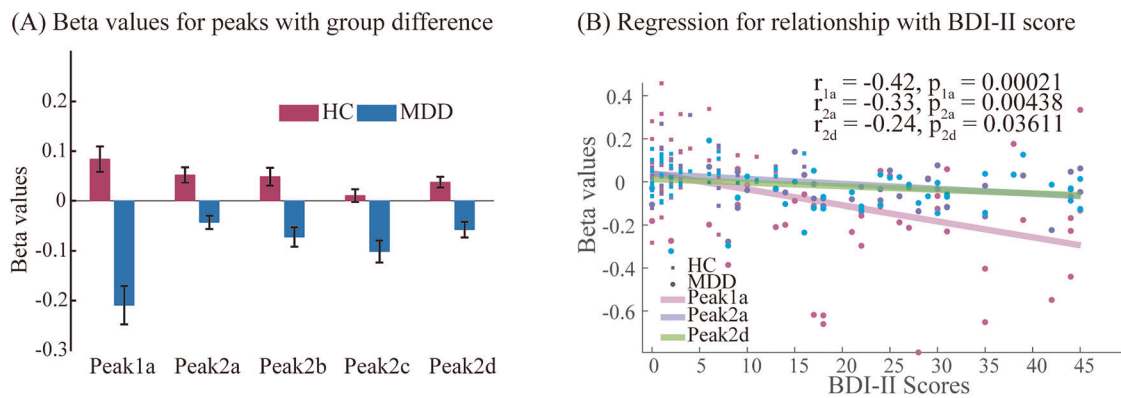 (A) Beta values for peaks with group difference
Beta values
0.2
0.1
0
-0.1
-0.2
-0.3
HC
MDD
Peak1a
Peak2a
Peak2b
Peak2c
Peak2d
(B) Regression for relationship with BDI-II score
r1a = -0.42, p1a = 0.00021
r2a = -0.33, p2a = 0.00438
r2d = -0.24, p2d = 0.03611
Beta values
0.4
0.2
0
-0.2
-0.4
-0.6
HC
MDD
Peak1a
Peak2a
Peak2d
0 5 10 15 20 25 30 35 40 45
BDI-II Scores